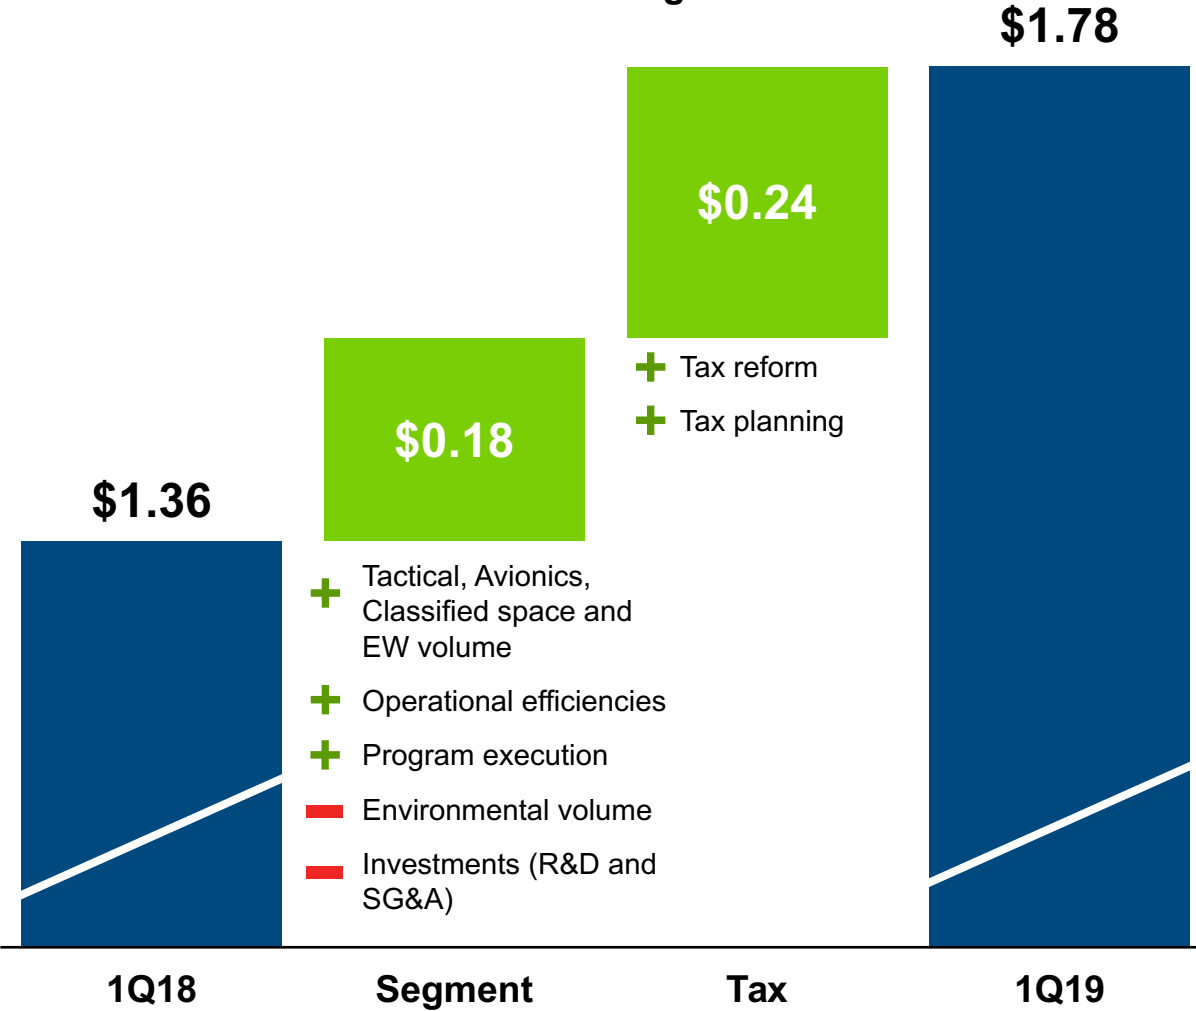 $1.78
$0.24
+ Tax reform
+ Tax planning
$0.18
$1.36
+ Tactical, Avionics,
Classified space and
EW volume
+ Operational efficiencies
+ Program execution
- Environmental volume
- Investments (R&D and
SG&A)
1Q18 Segment Tax 1Q19